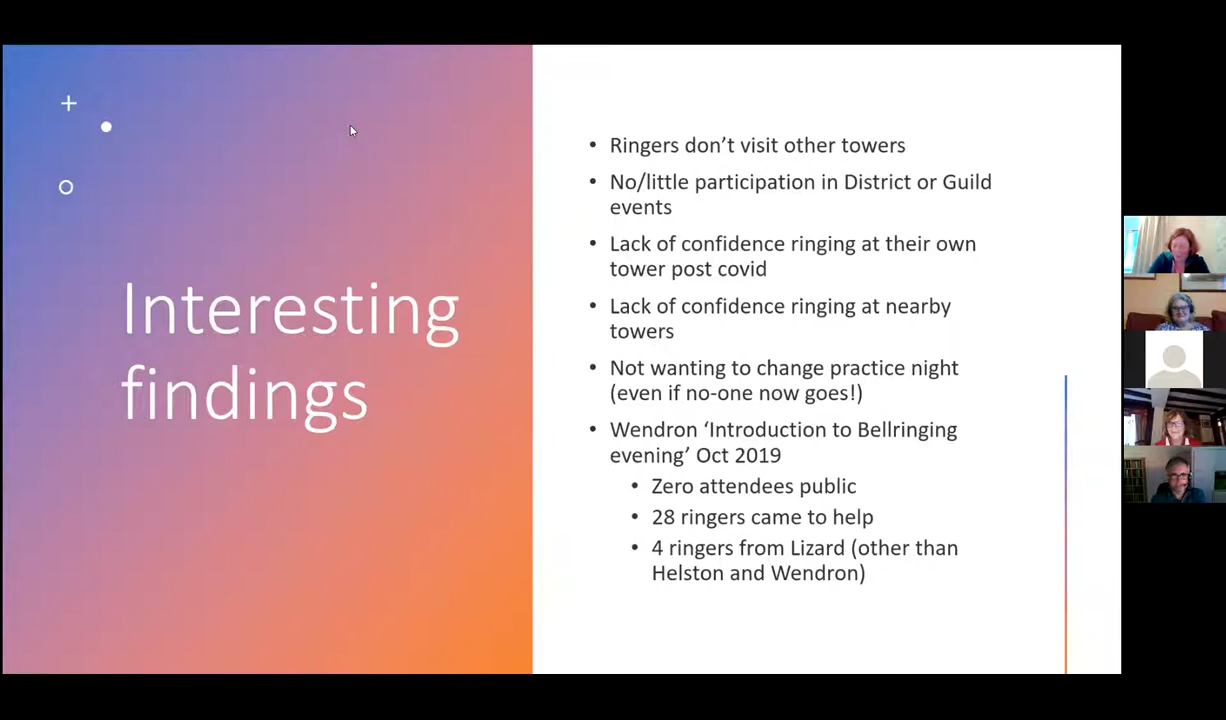 Interesting
findings
• Ringers don’t visit other towers
• No/little participation in District or Guild
events
• Lack of confidence ringing at their own
tower post covid
• Lack of confidence ringing at nearby
towers
• Not wanting to change practice night
(even if no-one now goes!)
• Wendron ‘Introduction to Bellringing
evening’ Oct 2019
• Zero attendees public
• 28 ringers came to help
• 4 ringers from Lizard (other than
Helston and Wendron)